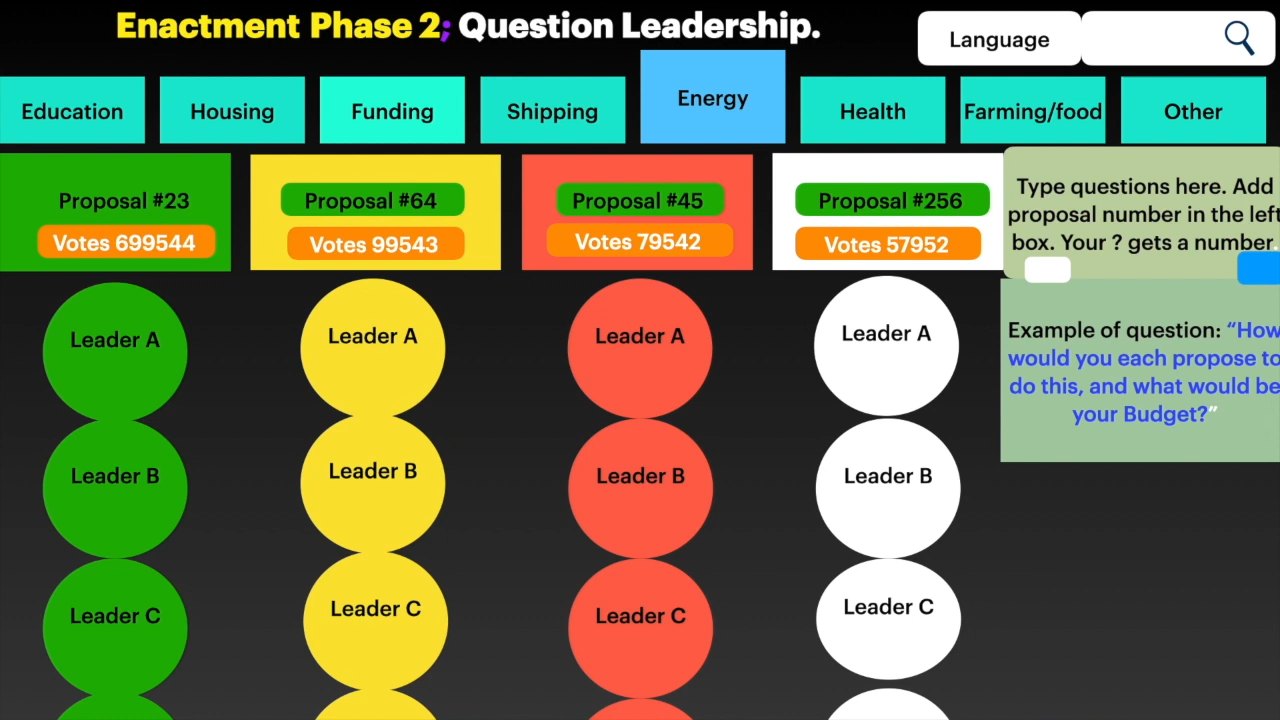 Enactment Phase 2; Question Leadership.
Language
Education
Housing
Funding
Shipping
Energy
Health
Farming/food
Other
Proposal #23
Votes 699544
Proposal #64
Votes 99543
Proposal #45
Votes 79542
Proposal #256
Votes 57952
Type questions here. Add
proposal number in the left
box. Your ? gets a number.
Example of question: “How
would you each propose to
do this, and what would be
your Budget?”
Leader A
Leader A
Leader A
Leader A
Leader B
Leader B
Leader B
Leader B
Leader C
Leader C
Leader C
Leader C